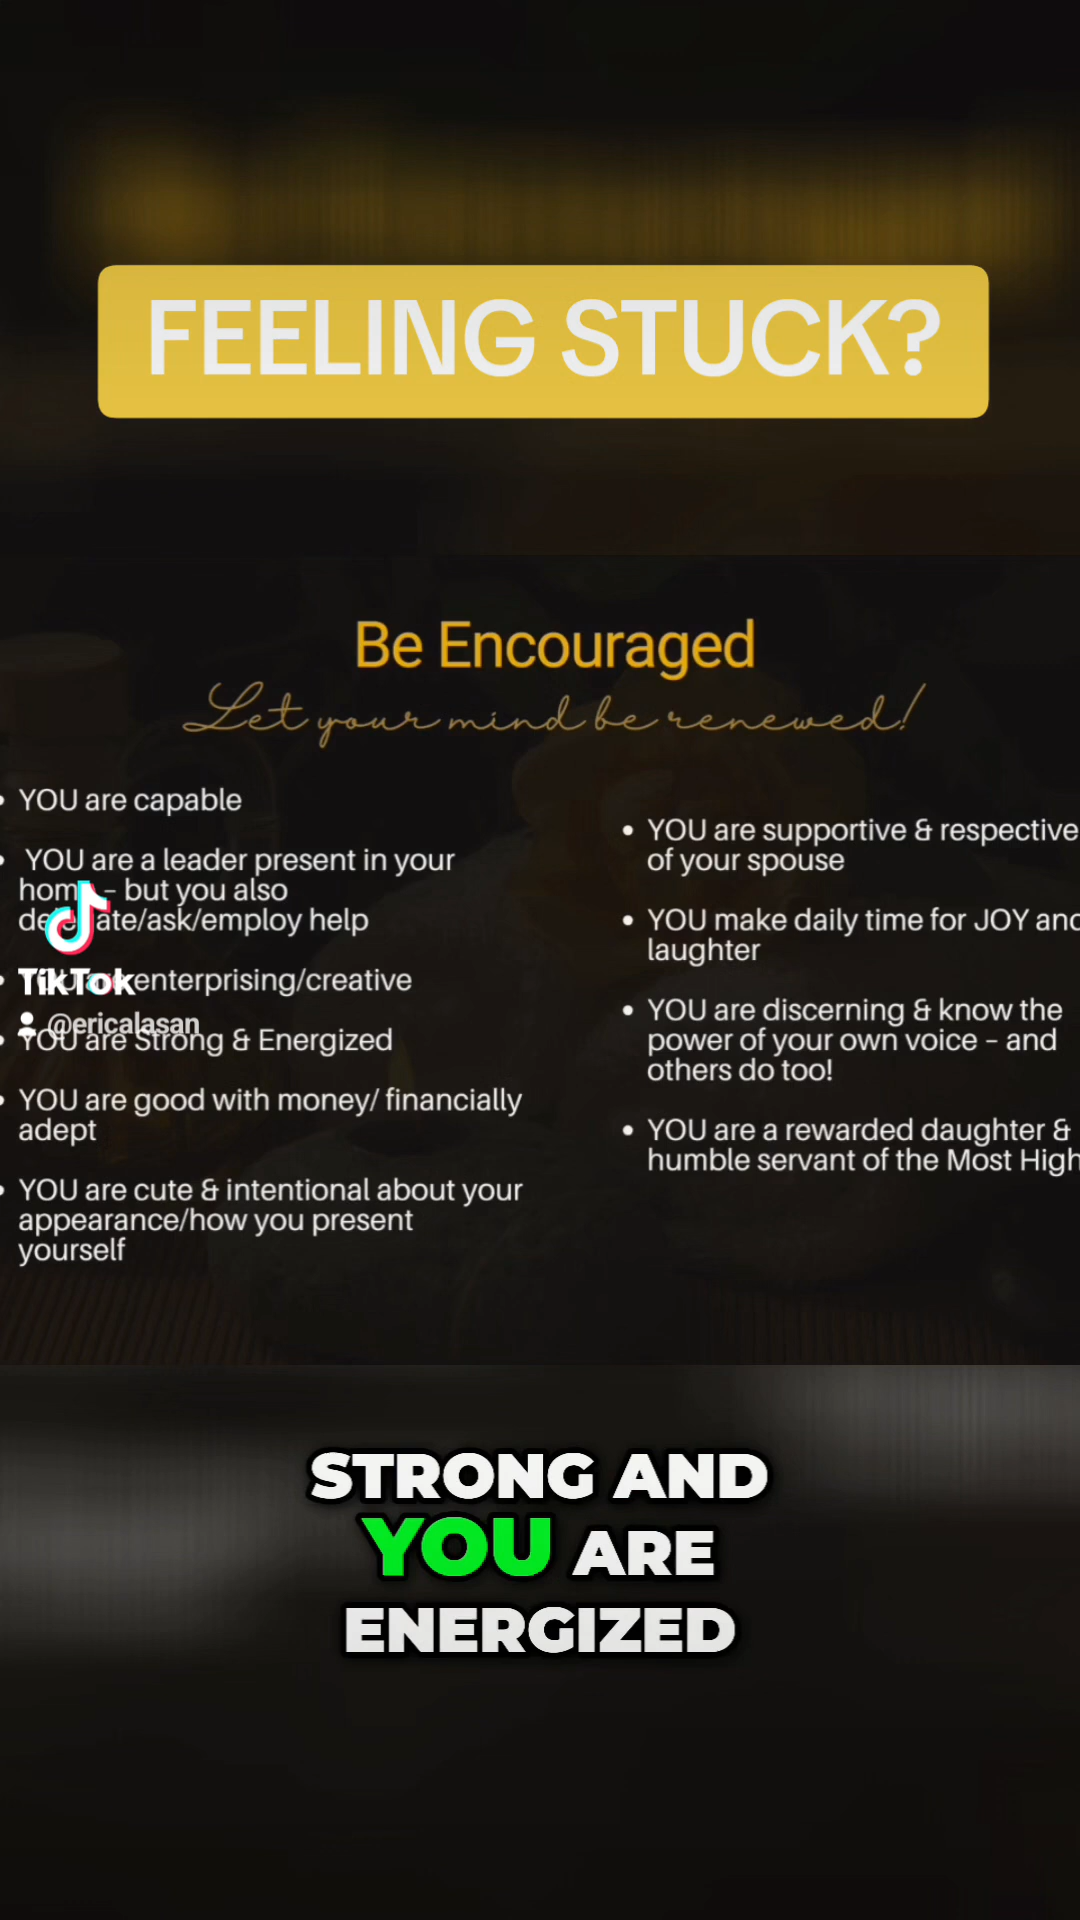 FEELING STUCK?
Be Encouraged
Let your mind be renewed!
• YOU are capable
• YOU are a leader present in your
home – but you also
delegate/ask/employ help
• YOU are enterprising/creative
• YOU are Strong & Energized
• YOU are good with money/ financially
adept
• YOU are cute & intentional about your
appearance/how you present
yourself
• YOU are supportive & respective
of your spouse
• YOU make daily time for JOY and
laughter
• YOU are discerning & know the
power of your own voice – and
others do too!
• YOU are a rewarded daughter &
humble servant of the Most High
TikTok
@ericalasan
STRONG AND
YOU ARE
ENERGIZED